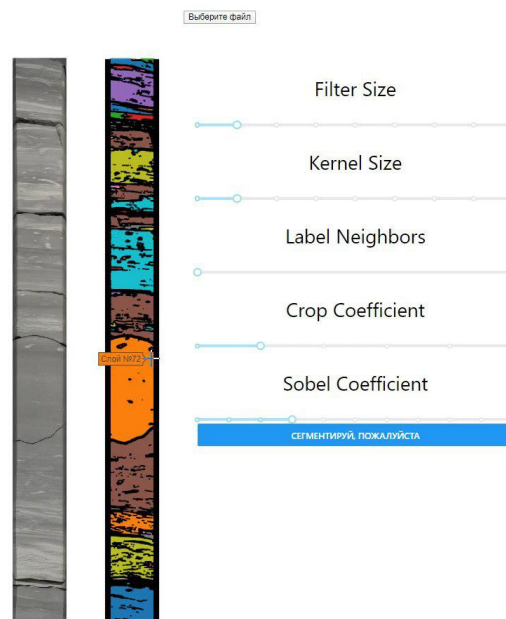 Выберите файл
Filter Size
Kernel Size
Label Neighbors
Crop Coefficient
Слой №72
Sobel Coefficient
СЕГМЕНТИРУЙ, ПОЖАЛУЙСТА